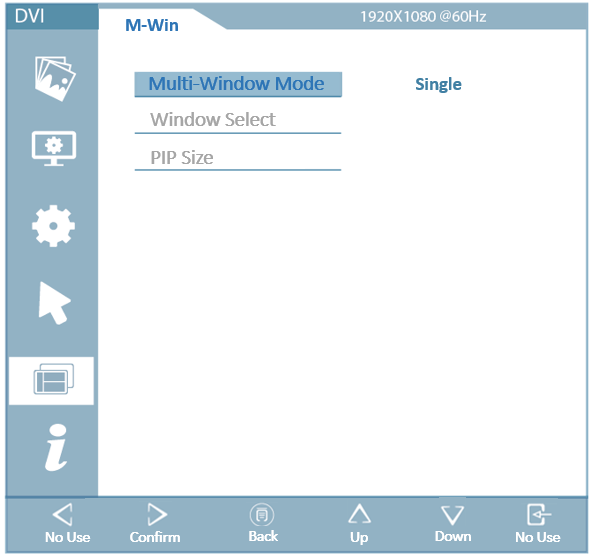 DVI
1920X1080 @60Hz
M-Win
Multi-Window Mode Single
Window Select
PIP Size
No Use Confirm Back Up Down No Use